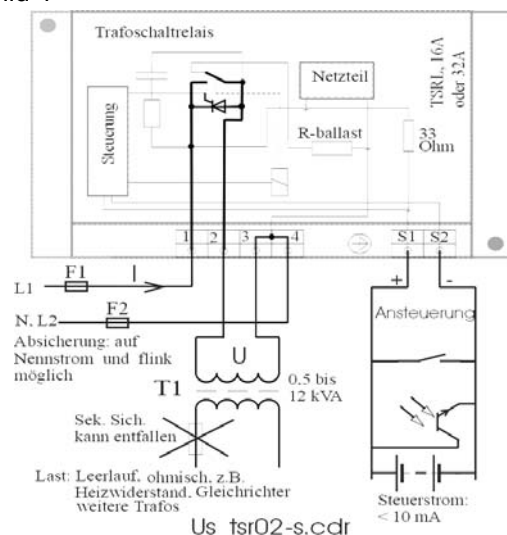 Trafoschaltrelais
TSRL, 16A
oder 32A
Netzteil
Steuerung
R-ballast
33
Ohm
1 2 3 4 S1 S2
F1 I
L1
+ -
F2
N, L2
Ansteuerung
Absicherung: auf
Nennstrom und flink
möglich
U
T1
0.5 bis
12 kVA
Sek. Sich.
kann entfallen
Last: Leerlauf, ohmisch, z.B.
Heizwiderstand, Gleichrichter
weitere Trafos
Steuerstrom:
< 10 mA
Us tsr02-s.cdr